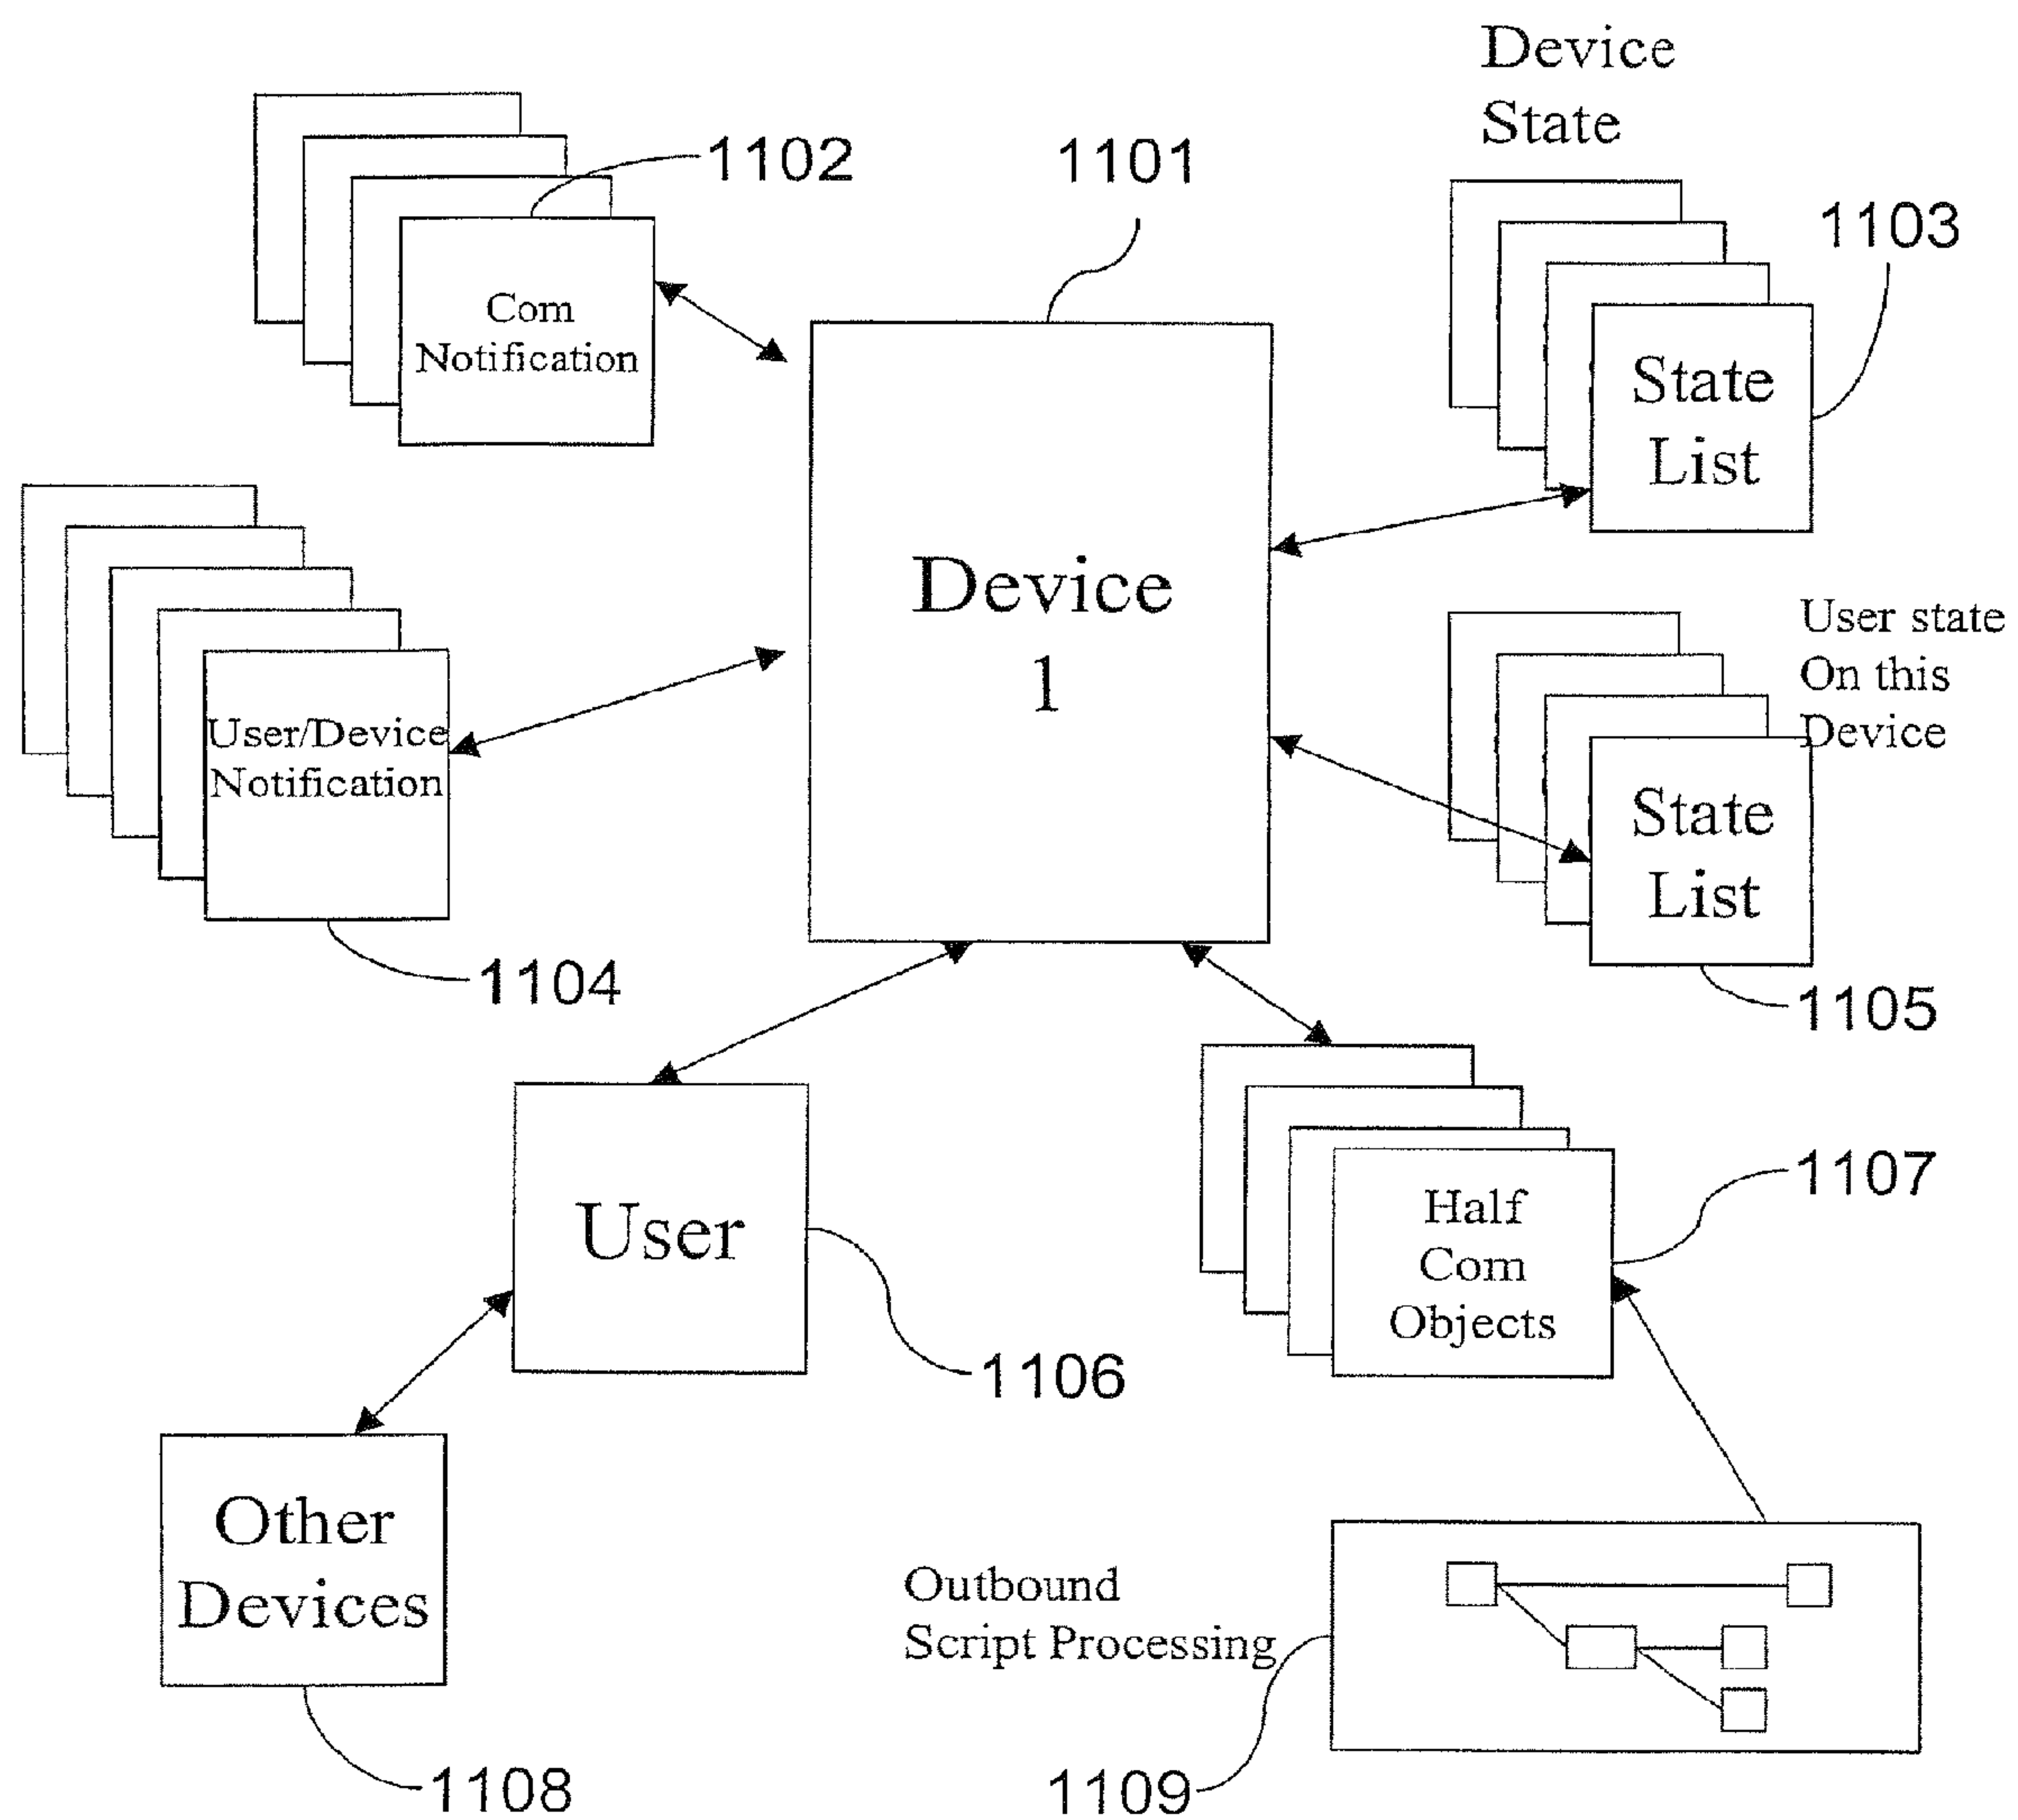 Device
State
1102
1101
1103
Com
Notification
State
List
Device
1
User state
On this
Device
User/Device
Notification
State
List
1104
1105
User
Half
Com
Objects
1107
1106
Other
Devices
Outbound
Script Processing
1108
1109